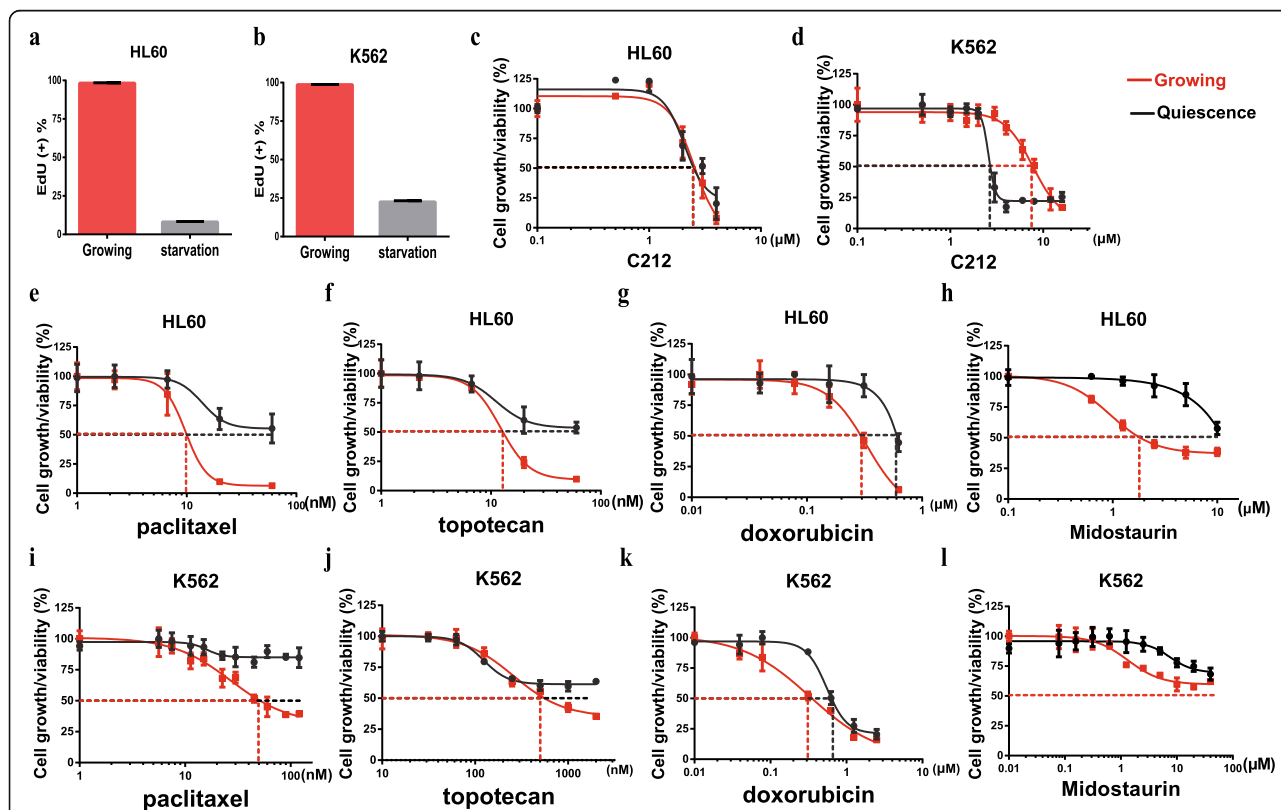 a
HL60
EdU (+) %
100
80
60
40
20
0
Growing
starvation
b
K562
EdU (+) %
100
75
50
25
0
Growing
starvation
c
HL60
Cell growth/viability (%)
125
100
75
50
25
0
0.1
1
10
(μM)
C212
d
K562
Cell growth/viability (%)
125
100
75
50
25
0
0.1
1
10
(μM)
C212
Growing
Quiescence
e
HL60
Cell growth/viability (%)
125
100
75
50
25
0
1
10
100
(nM)
paclitaxel
f
HL60
Cell growth/viability (%)
125
100
75
50
25
0
1
10
100
(nM)
topotecan
g
HL60
Cell growth/viability (%)
125
100
75
50
25
0
0.01
0.1
1
(μM)
doxorubicin
h
HL60
Cell growth/viability (%)
125
100
75
50
25
0
0.1
1
10
(μM)
Midostaurin
i
K562
Cell growth/viability (%)
125
100
75
50
25
0
1
10
100
(nM)
paclitaxel
j
K562
Cell growth/viability (%)
125
100
75
50
25
0
10
100
1000
(nM)
topotecan
k
K562
Cell growth/viability (%)
125
100
75
50
25
0
0.01
0.1
1
(μM)
doxorubicin
l
K562
Cell growth/viability (%)
125
100
75
50
25
0
0.01
0.1
1
10
100
(μM)
Midostaurin